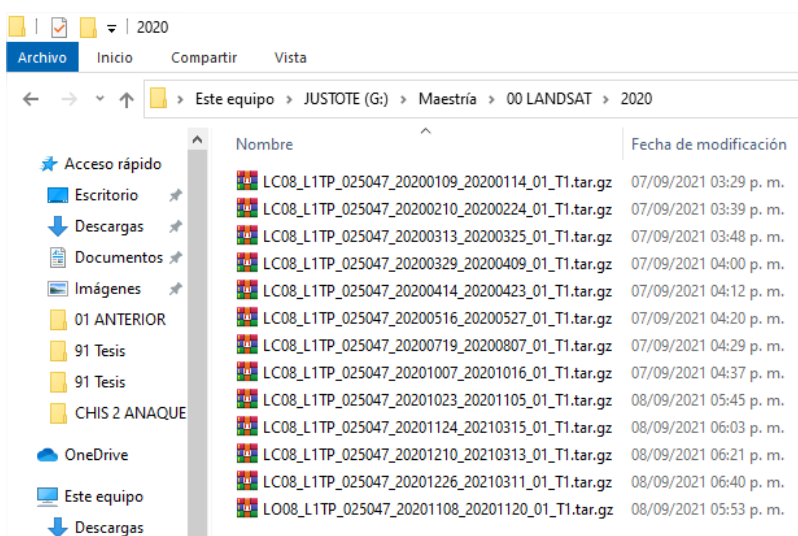 2020
Archivo Inicio Compartir Vista
Este equipo > JUSTOTE (G:) > Maestría > 00 LANDSAT > 2020
Acceso rápido
Escritorio
Descargas
Documentos
Imágenes
01 ANTERIOR
91 Tesis
91 Tesis
CHIS 2 ANAQUE
OneDrive
Este equipo
Descargas
Nombre Fecha de modificación
LC08_L1TP_025047_20200109_20200114_01_T1.tar.gz 07/09/2021 03:29 p. m.
LC08_L1TP_025047_20200210_20200224_01_T1.tar.gz 07/09/2021 03:39 p. m.
LC08_L1TP_025047_20200313_20200325_01_T1.tar.gz 07/09/2021 03:48 p. m.
LC08_L1TP_025047_20200329_20200409_01_T1.tar.gz 07/09/2021 04:00 p. m.
LC08_L1TP_025047_20200414_20200423_01_T1.tar.gz 07/09/2021 04:12 p. m.
LC08_L1TP_025047_20200516_20200527_01_T1.tar.gz 07/09/2021 04:20 p. m.
LC08_L1TP_025047_20200719_20200807_01_T1.tar.gz 07/09/2021 04:29 p. m.
LC08_L1TP_025047_20201007_20201016_01_T1.tar.gz 07/09/2021 04:37 p. m.
LC08_L1TP_025047_20201023_20201105_01_T1.tar.gz 08/09/2021 05:45 p. m.
LC08_L1TP_025047_20201124_20210315_01_T1.tar.gz 08/09/2021 06:03 p. m.
LC08_L1TP_025047_20201210_20210313_01_T1.tar.gz 08/09/2021 06:21 p. m.
LC08_L1TP_025047_20201226_20210311_01_T1.tar.gz 08/09/2021 06:40 p. m.
LO08_L1TP_025047_20201108_20201120_01_T1.tar.gz 08/09/2021 05:53 p. m.